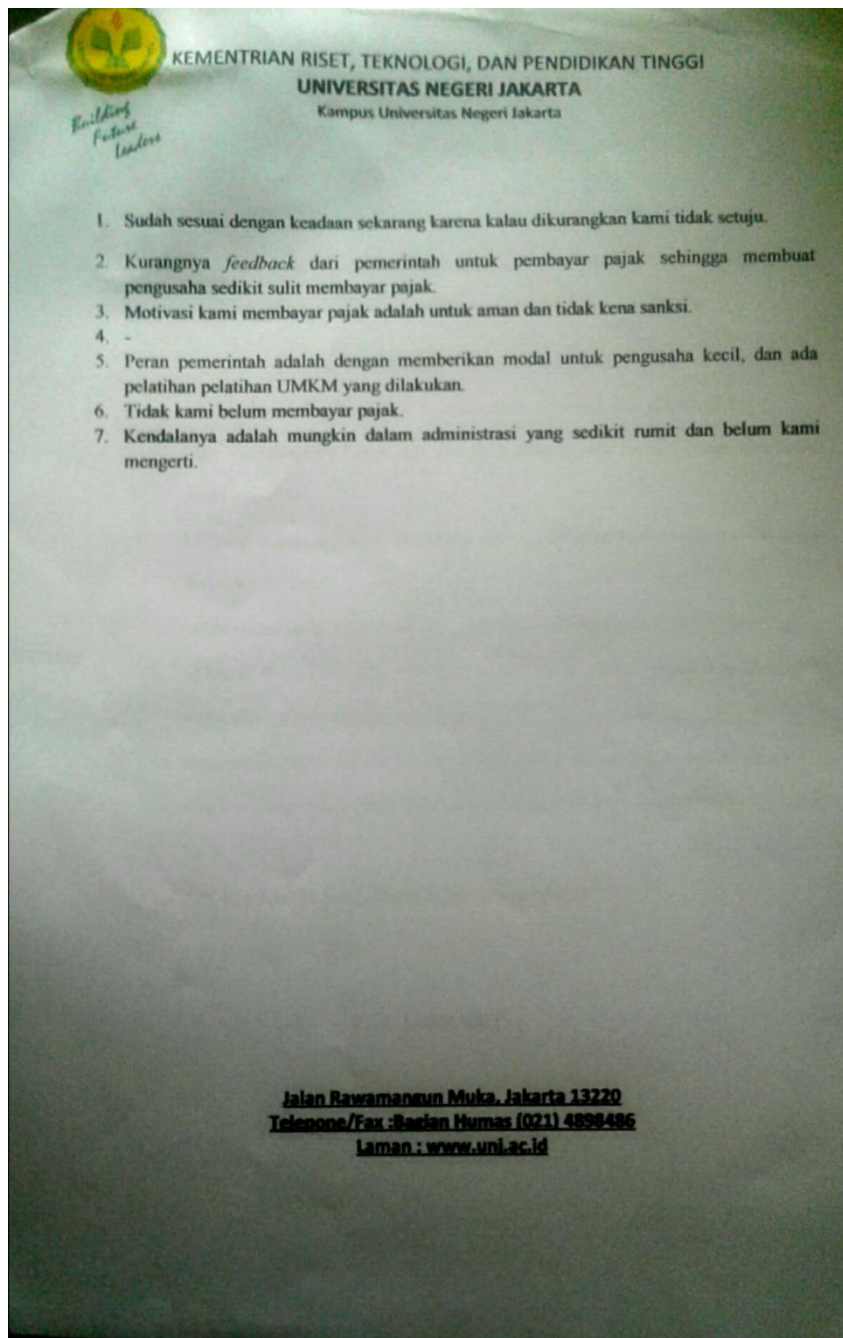 KEMENTRIAN RISET, TEKNOLOGI, DAN PENDIDIKAN TINGGI
UNIVERSITAS NEGERI JAKARTA
Kampus Universitas Negeri Jakarta
Building
Future
Leaders
1. Sudah sesuai dengan keadaan sekarang karena kalau dikurangkan kami tidak setuju.
2. Kurangnya feedback dari pemerintah untuk pembayar pajak sehingga membuat
pengusaha sedikit sulit membayar pajak.
3. Motivasi kami membayar pajak adalah untuk aman dan tidak kena sanksi.
4. -
5. Peran pemerintah adalah dengan memberikan modal untuk pengusaha kecil, dan ada
pelatihan pelatihan UMKM yang dilakukan.
6. Tidak kami belum membayar pajak.
7. Kendalanya adalah mungkin dalam administrasi yang sedikit rumit dan belum kami
mengerti.
Jalan Rawamangun Muka, Jakarta 13220
Telepone/Fax :Bagian Humas (021) 4898486
Laman : www.unj.ac.id